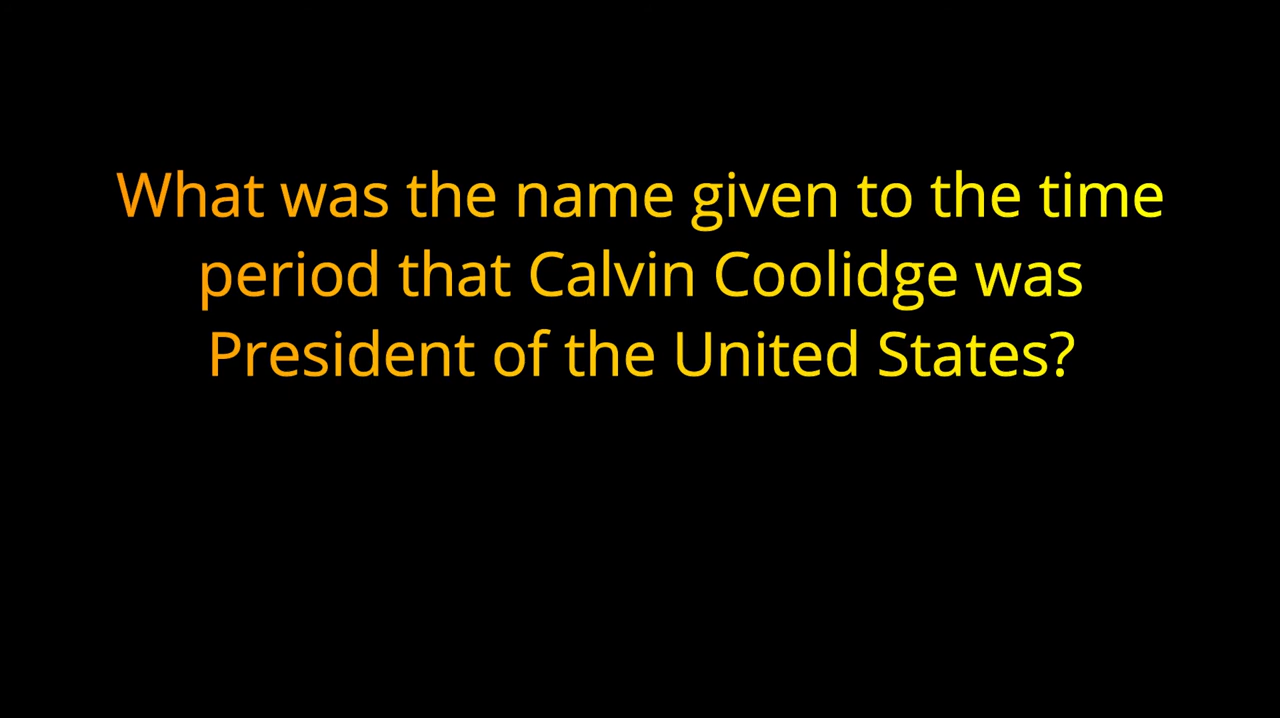 What was the name given to the time
period that Calvin Coolidge was
President of the United States?